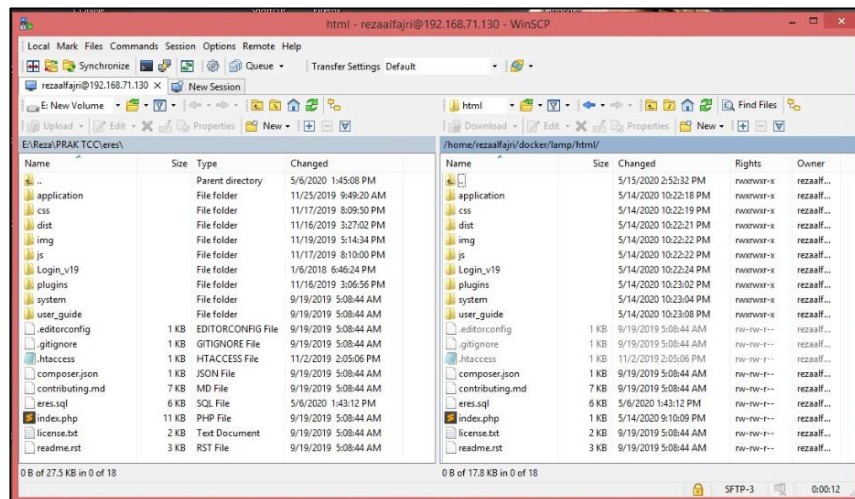 html - rezaalfajri@192.168.71.130 - WinSCP
Local Mark Files Commands Session Options Remote Help
Synchronize Queue Transfer Settings Default
rezaalfajri@192.168.71.130 × New Session
E: New Volume
Upload Edit Properties New
E:\Reza\PRAK TCC\eres\
Name Size Type Changed
.. Parent directory 5/6/2020 1:45:08 PM
application File folder 11/25/2019 9:49:20 AM
css File folder 11/17/2019 8:09:50 PM
dist File folder 11/16/2019 3:27:02 PM
img File folder 11/19/2019 5:14:34 PM
js File folder 11/17/2019 8:10:00 PM
Login_v19 File folder 1/6/2018 6:46:24 PM
plugins File folder 11/16/2019 3:06:56 PM
system File folder 9/19/2019 5:08:44 AM
user_guide File folder 9/19/2019 5:08:44 AM
.editorconfig 1 KB EDITORCONFIG File 9/19/2019 5:08:44 AM
.gitignore 1 KB GITIGNORE File 9/19/2019 5:08:44 AM
.htaccess 1 KB HTACCESS File 11/2/2019 2:05:06 PM
composer.json 1 KB JSON File 9/19/2019 5:08:44 AM
contributing.md 7 KB MD File 9/19/2019 5:08:44 AM
eres.sql 6 KB SQL File 5/6/2020 1:43:12 PM
index.php 11 KB PHP File 9/19/2019 5:08:44 AM
license.txt 2 KB Text Document 9/19/2019 5:08:44 AM
readme.rst 3 KB RST File 9/19/2019 5:08:44 AM
0 B of 27.5 KB in 0 of 18
html Find Files
Download Edit Properties New
/home/rezaalfajri/docker/lamp/html/
Name Size Changed Rights Owner
.. 5/15/2020 2:52:32 PM rwxrwxr-x rezaalf...
application 5/14/2020 10:22:18 PM rwxrwxr-x rezaalf...
css 5/14/2020 10:22:19 PM rwxrwxr-x rezaalf...
dist 5/14/2020 10:22:21 PM rwxrwxr-x rezaalf...
img 5/14/2020 10:22:22 PM rwxrwxr-x rezaalf...
js 5/14/2020 10:22:22 PM rwxrwxr-x rezaalf...
Login_v19 5/14/2020 10:22:24 PM rwxrwxr-x rezaalf...
plugins 5/14/2020 10:23:02 PM rwxrwxr-x rezaalf...
system 5/14/2020 10:23:04 PM rwxrwxr-x rezaalf...
user_guide 5/14/2020 10:23:08 PM rwxrwxr-x rezaalf...
.editorconfig 1 KB 9/19/2019 5:08:44 AM rw-rw-r-- rezaalf...
.gitignore 1 KB 9/19/2019 5:08:44 AM rw-rw-r-- rezaalf...
.htaccess 1 KB 11/2/2019 2:05:06 PM rw-rw-r-- rezaalf...
composer.json 1 KB 9/19/2019 5:08:44 AM rw-rw-r-- rezaalf...
contributing.md 7 KB 9/19/2019 5:08:44 AM rw-rw-r-- rezaalf...
eres.sql 6 KB 5/6/2020 1:43:12 PM rw-rw-r-- rezaalf...
index.php 1 KB 5/14/2020 9:10:09 PM rw-rw-r-- rezaalf...
license.txt 2 KB 9/19/2019 5:08:44 AM rw-rw-r-- rezaalf...
readme.rst 3 KB 9/19/2019 5:08:44 AM rw-rw-r-- rezaalf...
0 B of 17.8 KB in 0 of 18
SFTP-3 0:00:12